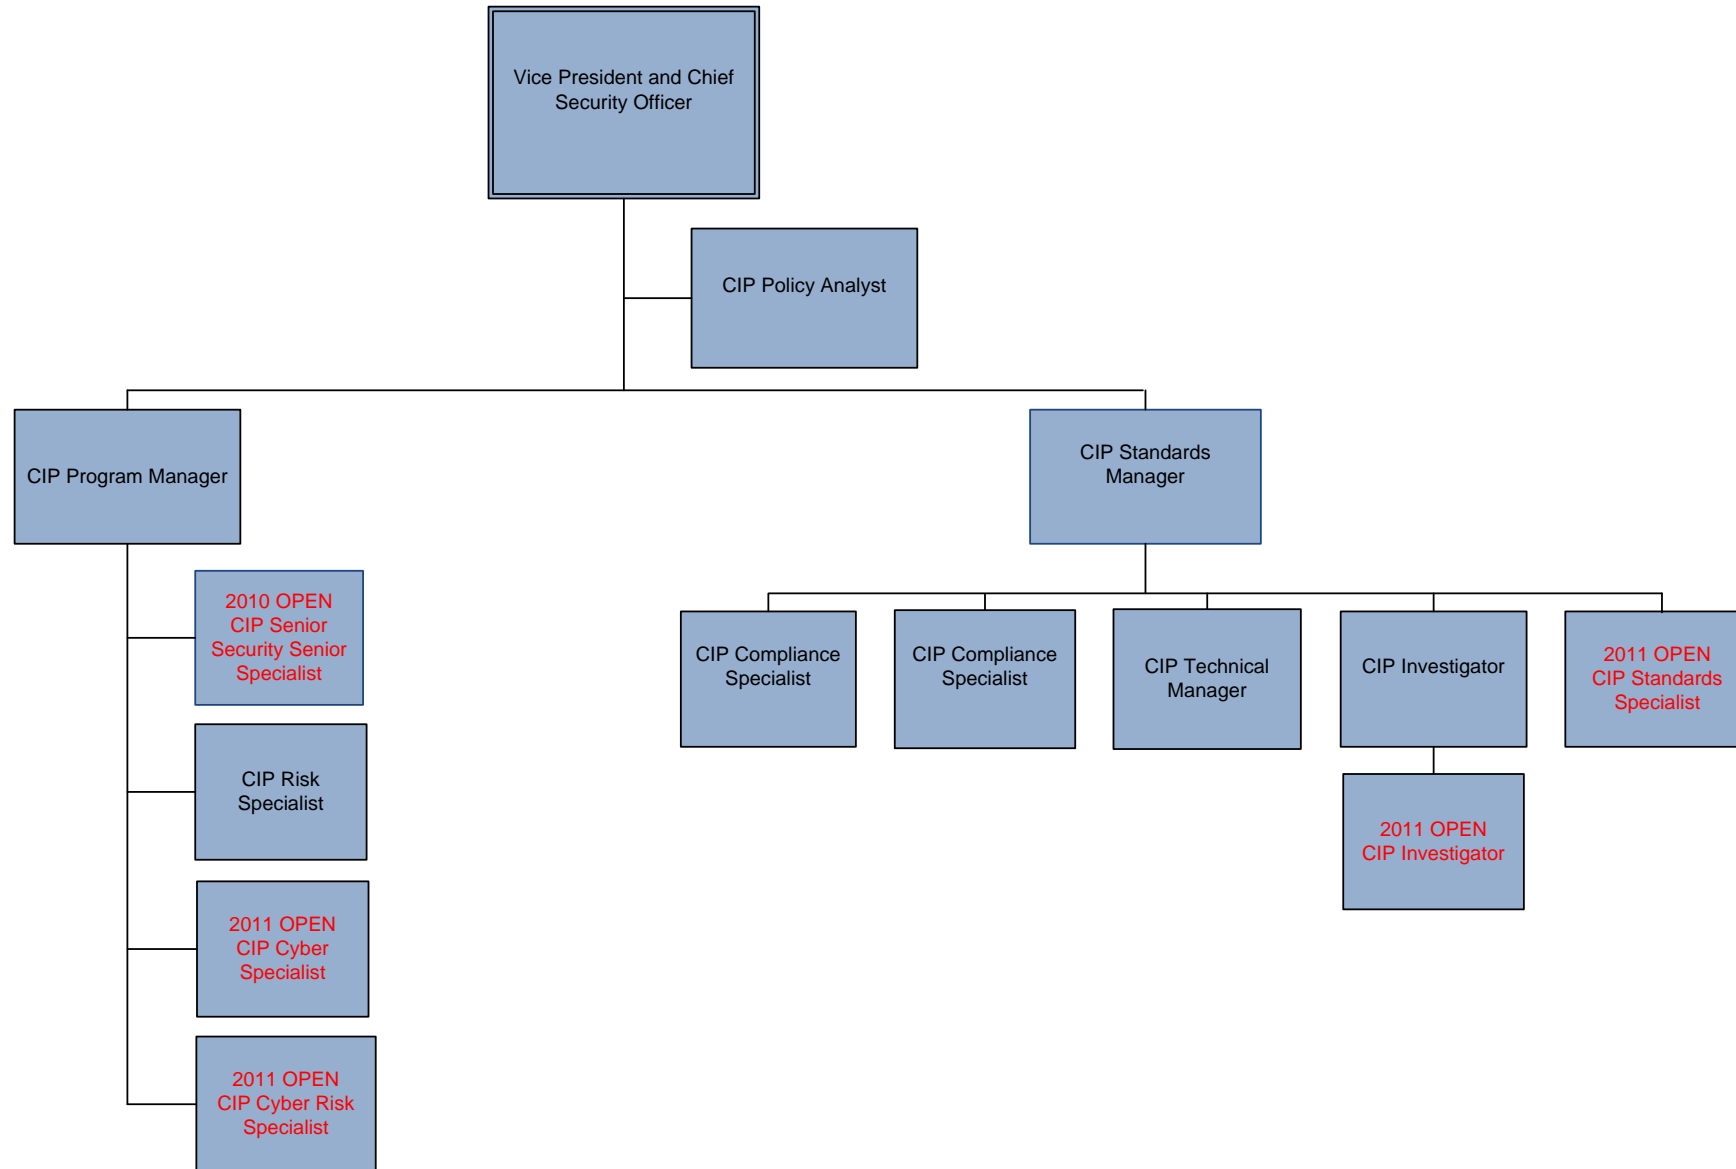 Vice President and Chief
Security Officer
CIP Policy Analyst
CIP Program Manager
CIP Standards
Manager
2010 OPEN
CIP Senior
Security Senior
Specialist
CIP Risk
Specialist
2011 OPEN
CIP Cyber
Specialist
2011 OPEN
CIP Cyber Risk
Specialist
CIP Compliance
Specialist
CIP Compliance
Specialist
CIP Technical
Manager
CIP Investigator
2011 OPEN
CIP Investigator
2011 OPEN
CIP Standards
Specialist